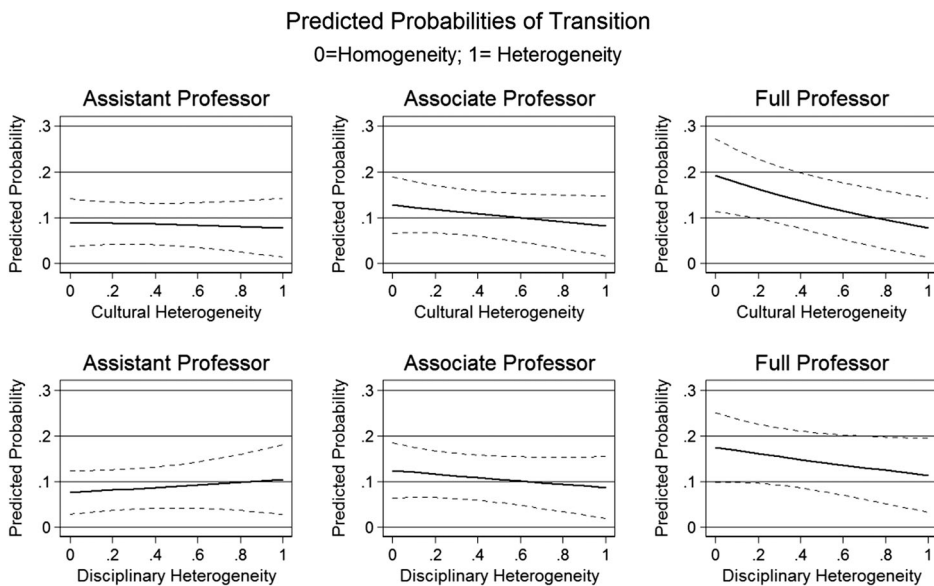 Predicted Probabilities of Transition
0=Homogeneity; 1= Heterogeneity
Assistant Professor
Predicted Probability
.3
.2
.1
0
0 .2 .4 .6 .8 1
Cultural Heterogeneity
Associate Professor
Predicted Probability
.3
.2
.1
0
0 .2 .4 .6 .8 1
Cultural Heterogeneity
Full Professor
Predicted Probability
.3
.2
.1
0
0 .2 .4 .6 .8 1
Cultural Heterogeneity
Assistant Professor
Predicted Probability
.3
.2
.1
0
0 .2 .4 .6 .8 1
Disciplinary Heterogeneity
Associate Professor
Predicted Probability
.3
.2
.1
0
0 .2 .4 .6 .8 1
Disciplinary Heterogeneity
Full Professor
Predicted Probability
.3
.2
.1
0
0 .2 .4 .6 .8 1
Disciplinary Heterogeneity